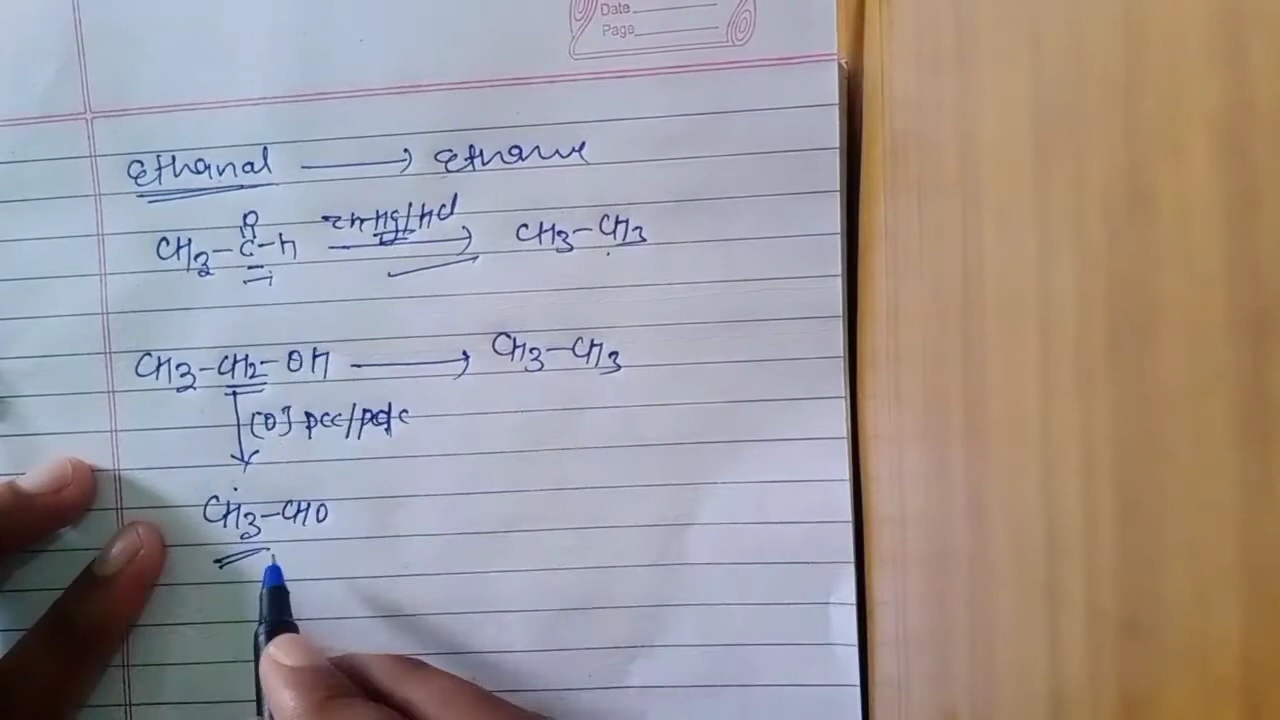 Date
Page
Ethanal → Ethane
O
CH3-C-H → CH3-CH3
CH3-CH2-OH → CH3-CH3
[O] PCC/PDC
CH3-CHO